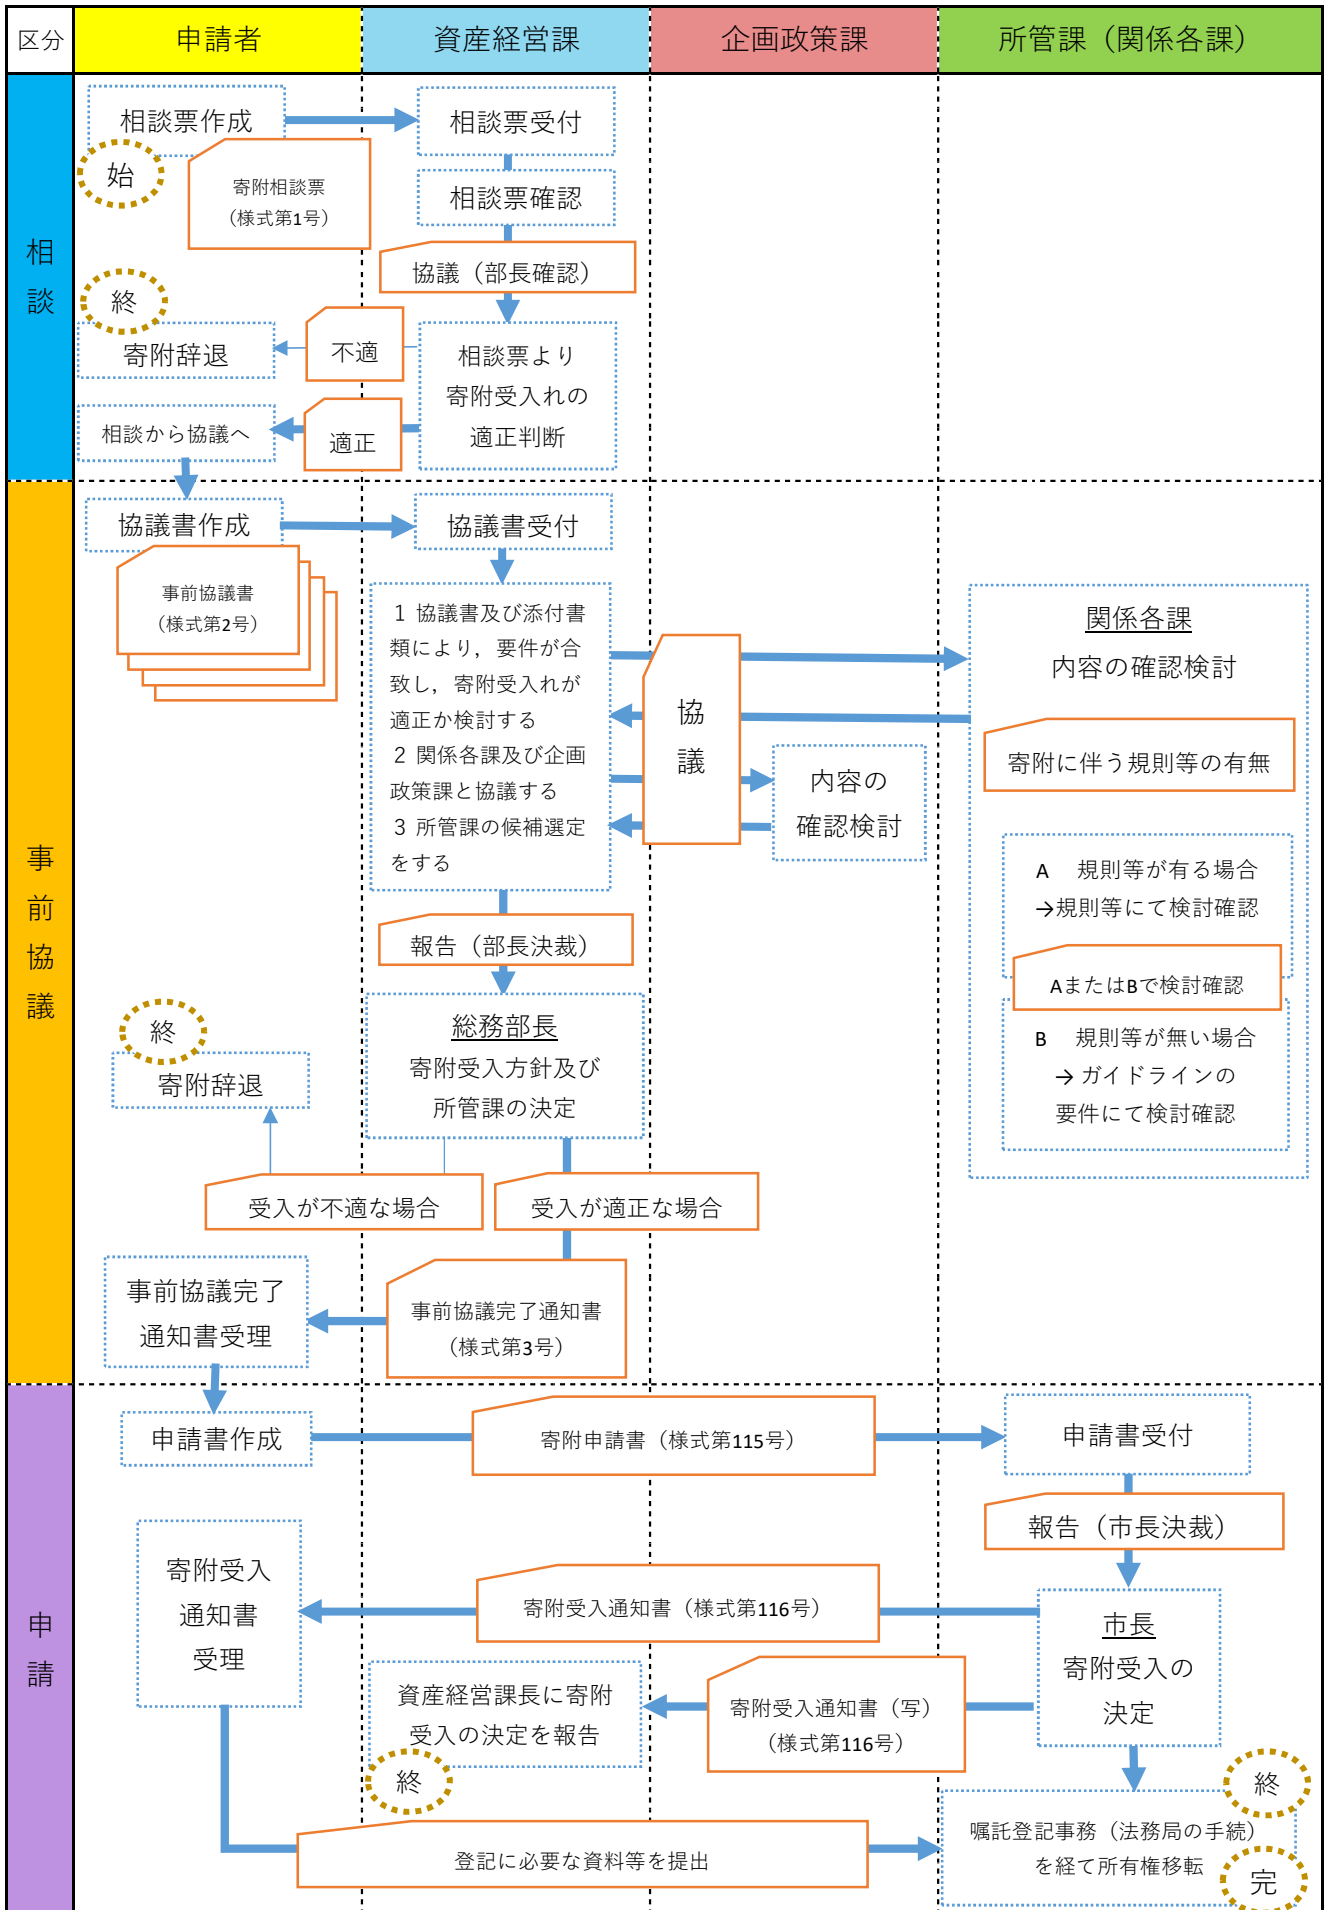 区分
申請者
資産経営課
企画政策課
所管課（関係各課）
相
談
相談票作成
始
寄附相談票
（様式第1号）
相談票受付
相談票確認
協議（部長確認）
終
寄附辞退
不適
相談票より
寄附受入れの
適正判断
相談から協議へ
適正
事
前
協
議
協議書作成
事前協議書
（様式第2号）
協議書受付
1 協議書及び添付書
類により，要件が合
致し，寄附受入れが
適正か検討する
2 関係各課及び企画
政策課と協議する
3 所管課の候補選定
をする
協
議
内容の
確認検討
関係各課
内容の確認検討
寄附に伴う規則等の有無
A　規則等が有る場合
→規則等にて検討確認
AまたはBで検討確認
B　規則等が無い場合
→ ガイドラインの
要件にて検討確認
報告（部長決裁）
総務部長
寄附受入方針及び
所管課の決定
終
寄附辞退
受入が不適な場合
受入が適正な場合
事前協議完了
通知書受理
事前協議完了通知書
（様式第3号）
申
請
申請書作成
寄附申請書（様式第115号）
申請書受付
報告（市長決裁）
寄附受入
通知書
受理
寄附受入通知書（様式第116号）
市長
寄附受入の
決定
資産経営課長に寄附
受入の決定を報告
終
寄附受入通知書（写）
（様式第116号）
終
嘱託登記事務（法務局の手続）
を経て所有権移転
完
登記に必要な資料等を提出